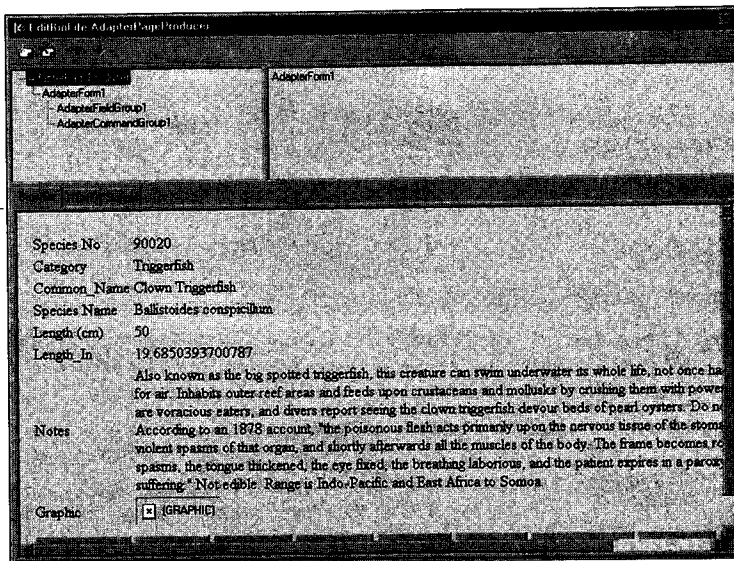 EditBioLife.AdapterPageProducer
AdapterForm1
AdapterFieldGroup1
AdapterCommandGroup1
AdapterForm1
Species No 90020
Category Triggerfish
Common_Name Clown Triggerfish
Species Name Ballistoides conspicillum
Length (cm) 50
Length_In 19.6850393700787
Also known as the big spotted triggerfish, this creature can swim underwater its whole life, not once ha
for air. Inhabits outer reef areas and feeds upon crustaceans and mollusks by crushing them with power
are voracious eaters, and divers report seeing the clown triggerfish devour beds of pearl oysters. Do n
Notes According to an 1878 account, "the poisonous flesh acts primarily upon the nervous tissue of the stoma
violent spasms of that organ, and shortly afterwards all the muscles of the body. The frame becomes ro
spasms, the tongue thickened, the eye fixed, the breathing laborious, and the patient expires in a paroxy
suffering." Not edible. Range is Indo-Pacific and East Africa to Somoa
Graphic (GRAPHIC)